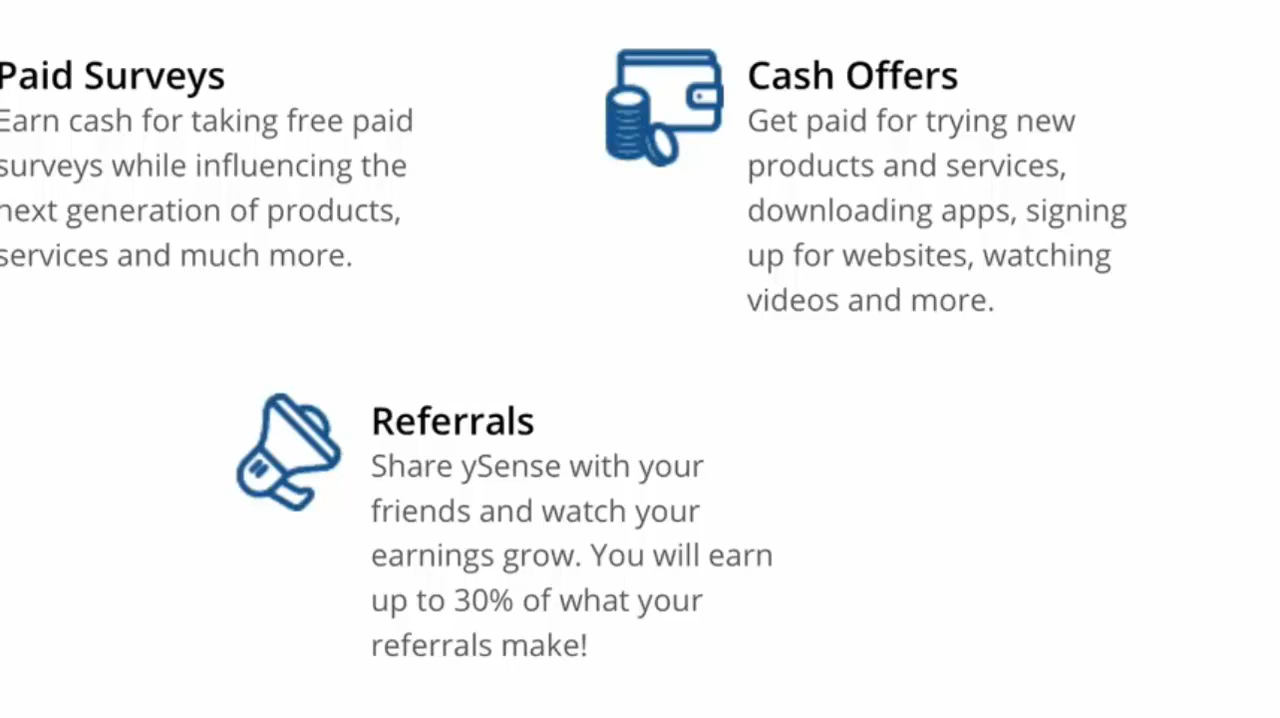 Paid Surveys
Earn cash for taking free paid
surveys while influencing the
next generation of products,
services and much more.
Cash Offers
Get paid for trying new
products and services,
downloading apps, signing
up for websites, watching
videos and more.
Referrals
Share ySense with your
friends and watch your
earnings grow. You will earn
up to 30% of what your
referrals make!